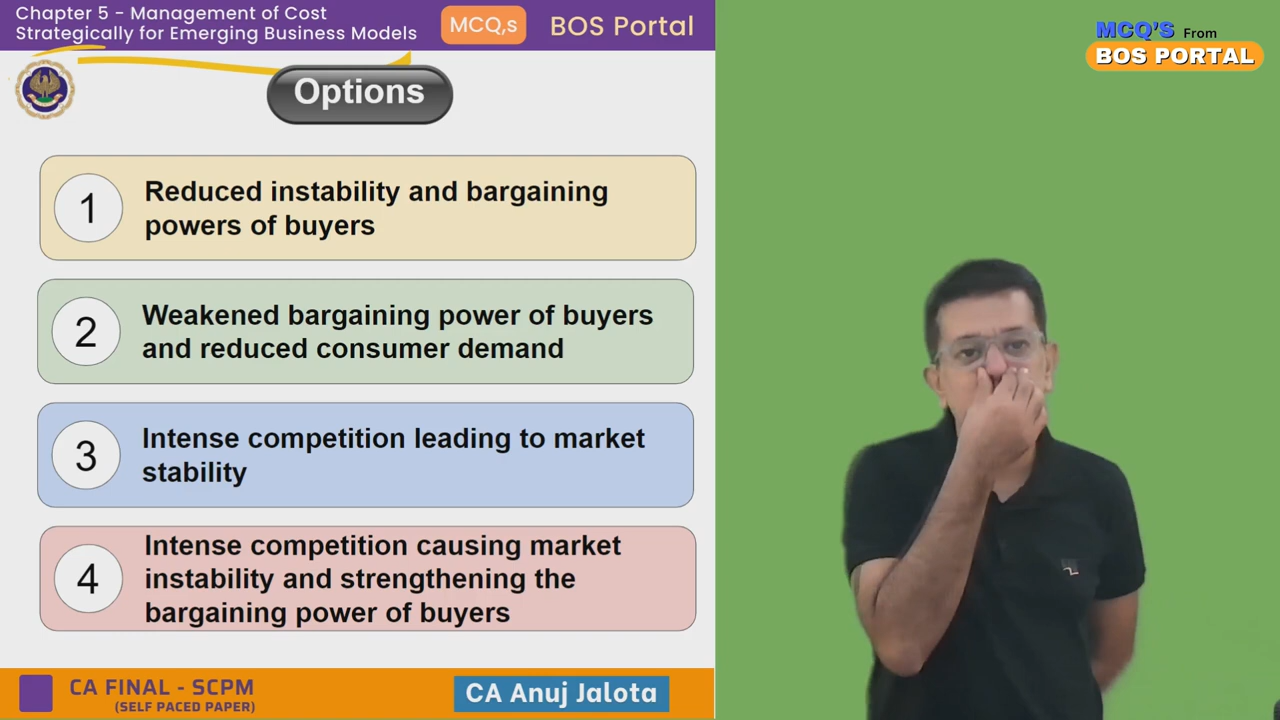 Chapter 5 - Management of Cost
Strategically for Emerging Business Models
MCQ,s
BOS Portal
MCQ'S From
BOS PORTAL
Options
1
Reduced instability and bargaining
powers of buyers
2
Weakened bargaining power of buyers
and reduced consumer demand
3
Intense competition leading to market
stability
4
Intense competition causing market
instability and strengthening the
bargaining power of buyers
CA FINAL - SCPM
(SELF PACED PAPER)
CA Anuj Jalota